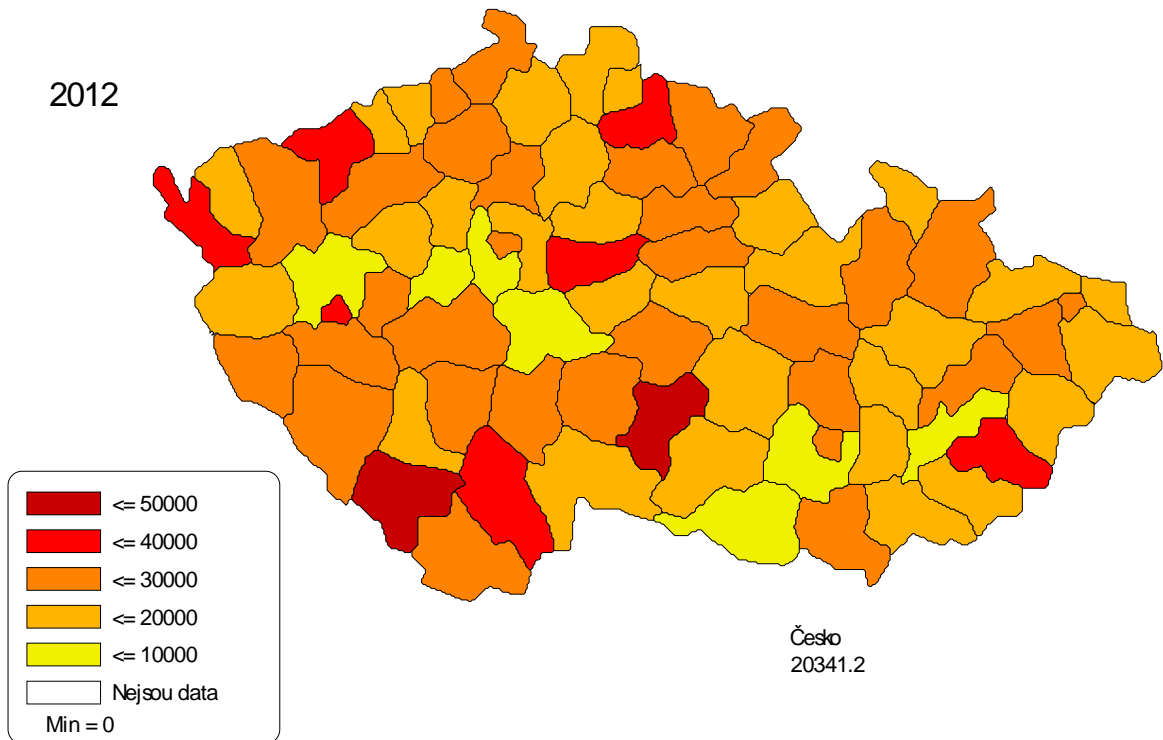 2012
<= 50000
<= 40000
<= 30000
<= 20000
<= 10000
Nejsou data
Min = 0
Česko
20341.2